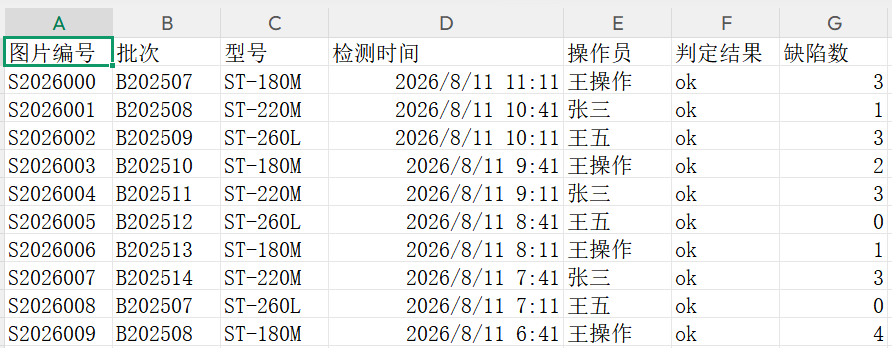 A B C D E F G
图片编号 批次 型号 检测时间 操作员 判定结果 缺陷数
S2026000 B202507 ST-180M 2026/8/11 11:11 王操作 ok 3
S2026001 B202508 ST-220M 2026/8/11 10:41 张三 ok 1
S2026002 B202509 ST-260L 2026/8/11 10:11 王五 ok 3
S2026003 B202510 ST-180M 2026/8/11 9:41 王操作 ok 2
S2026004 B202511 ST-220M 2026/8/11 9:11 张三 ok 3
S2026005 B202512 ST-260L 2026/8/11 8:41 王五 ok 0
S2026006 B202513 ST-180M 2026/8/11 8:11 王操作 ok 1
S2026007 B202514 ST-220M 2026/8/11 7:41 张三 ok 3
S2026008 B202507 ST-260L 2026/8/11 7:11 王五 ok 0
S2026009 B202508 ST-180M 2026/8/11 6:41 王操作 ok 4